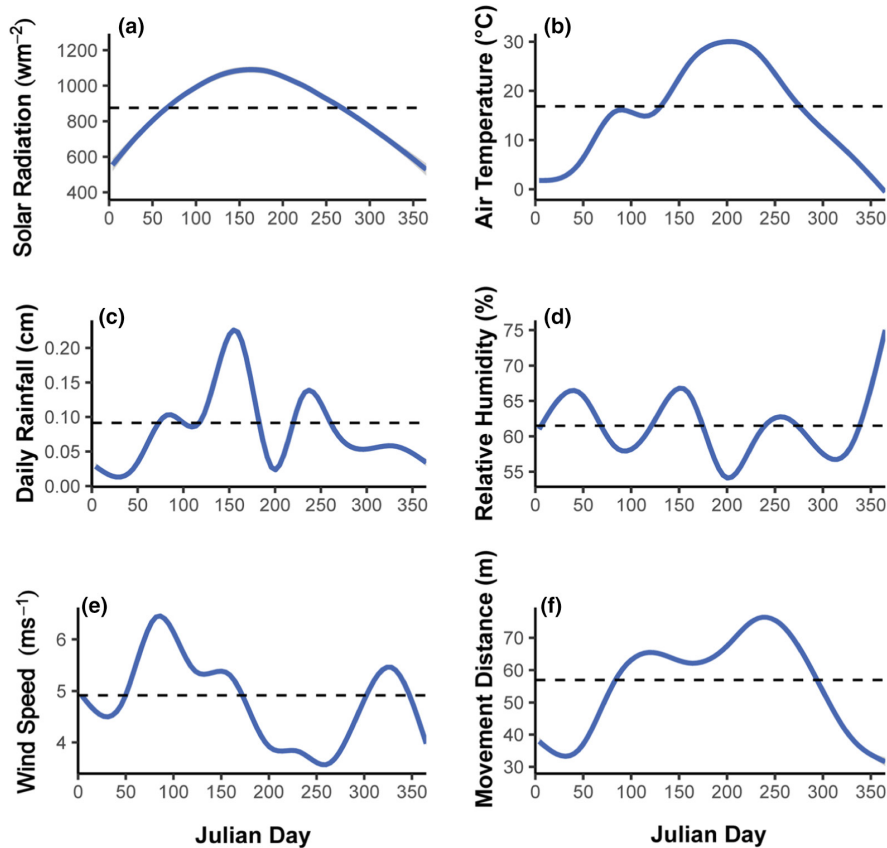 (a)
Solar Radiation (wm⁻²)
1200
1000
800
600
400
0 50 100 150 200 250 300 350
(b)
Air Temperature (°C)
30
20
10
0
0 50 100 150 200 250 300 350
(c)
Daily Rainfall (cm)
0.20
0.15
0.10
0.05
0.00
0 50 100 150 200 250 300 350
(d)
Relative Humidity (%)
75
70
65
60
55
0 50 100 150 200 250 300 350
(e)
Wind Speed (ms⁻¹)
6
5
4
0 50 100 150 200 250 300 350
Julian Day
(f)
Movement Distance (m)
70
60
50
40
30
0 50 100 150 200 250 300 350
Julian Day